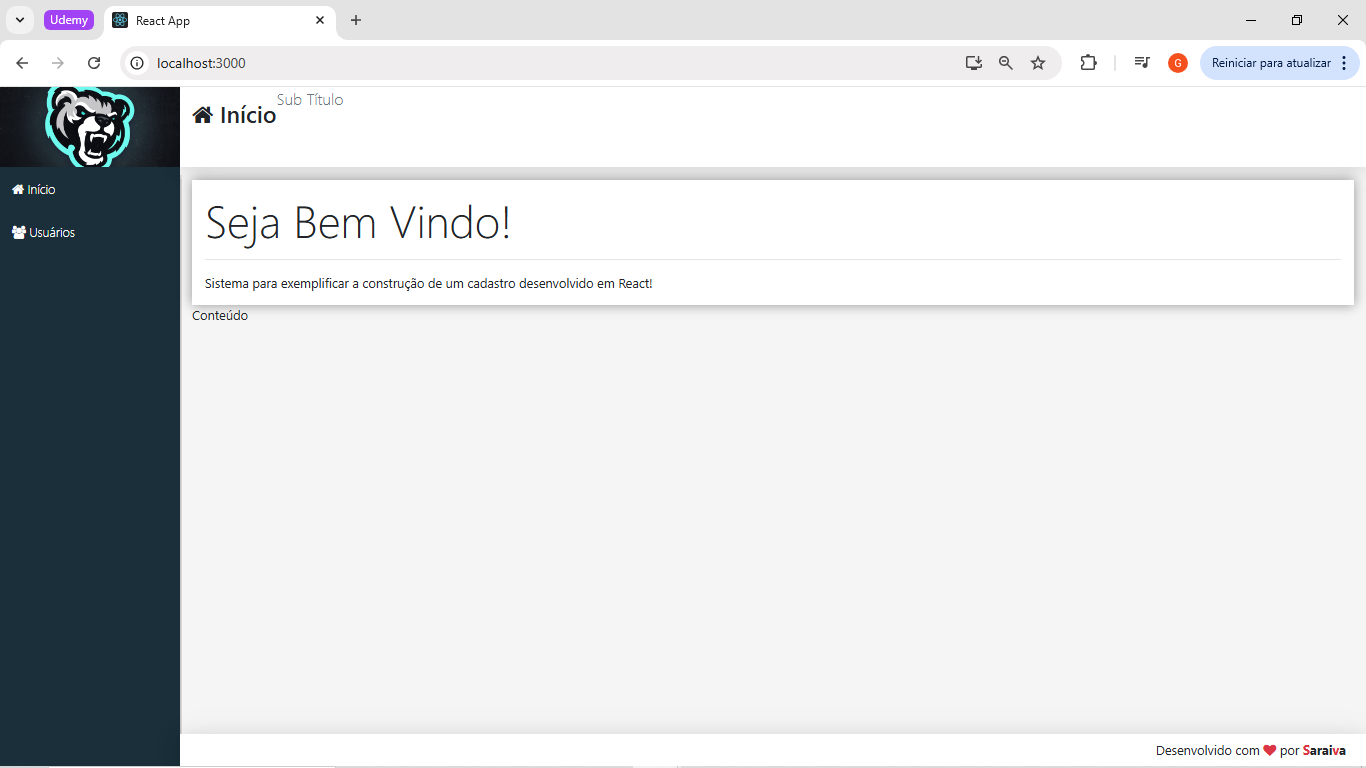 Udemy
React App
localhost:3000
G
Reiniciar para atualizar
Início
Sub Título
Início
Usuários
Seja Bem Vindo!
Sistema para exemplificar a construção de um cadastro desenvolvido em React!
Conteúdo
Desenvolvido com por Saraiva